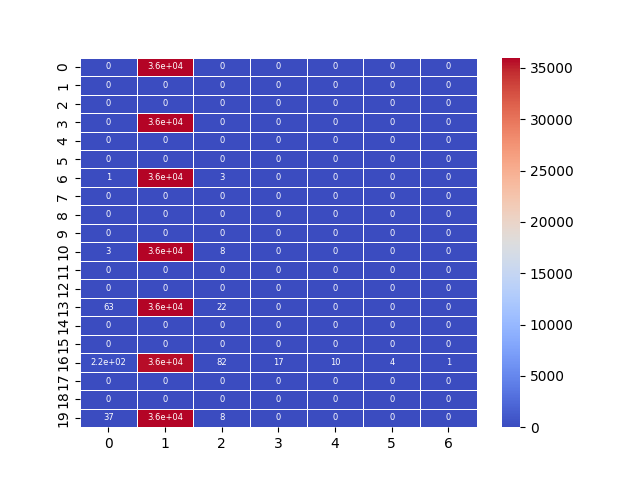 0 0 3.6e+04 0 0 0 0 0
1 0 0 0 0 0 0 0
2 0 0 0 0 0 0 0
3 0 3.6e+04 0 0 0 0 0
4 0 0 0 0 0 0 0
5 0 0 0 0 0 0 0
6 1 3.6e+04 3 0 0 0 0
7 0 0 0 0 0 0 0
8 0 0 0 0 0 0 0
9 0 0 0 0 0 0 0
10 3 3.6e+04 8 0 0 0 0
11 0 0 0 0 0 0 0
12 0 0 0 0 0 0 0
13 63 3.6e+04 22 0 0 0 0
14 0 0 0 0 0 0 0
15 0 0 0 0 0 0 0
16 2.2e+02 3.6e+04 82 17 10 4 1
17 0 0 0 0 0 0 0
18 0 0 0 0 0 0 0
19 37 3.6e+04 8 0 0 0 0
0 1 2 3 4 5 6
35000
30000
25000
20000
15000
10000
5000
0